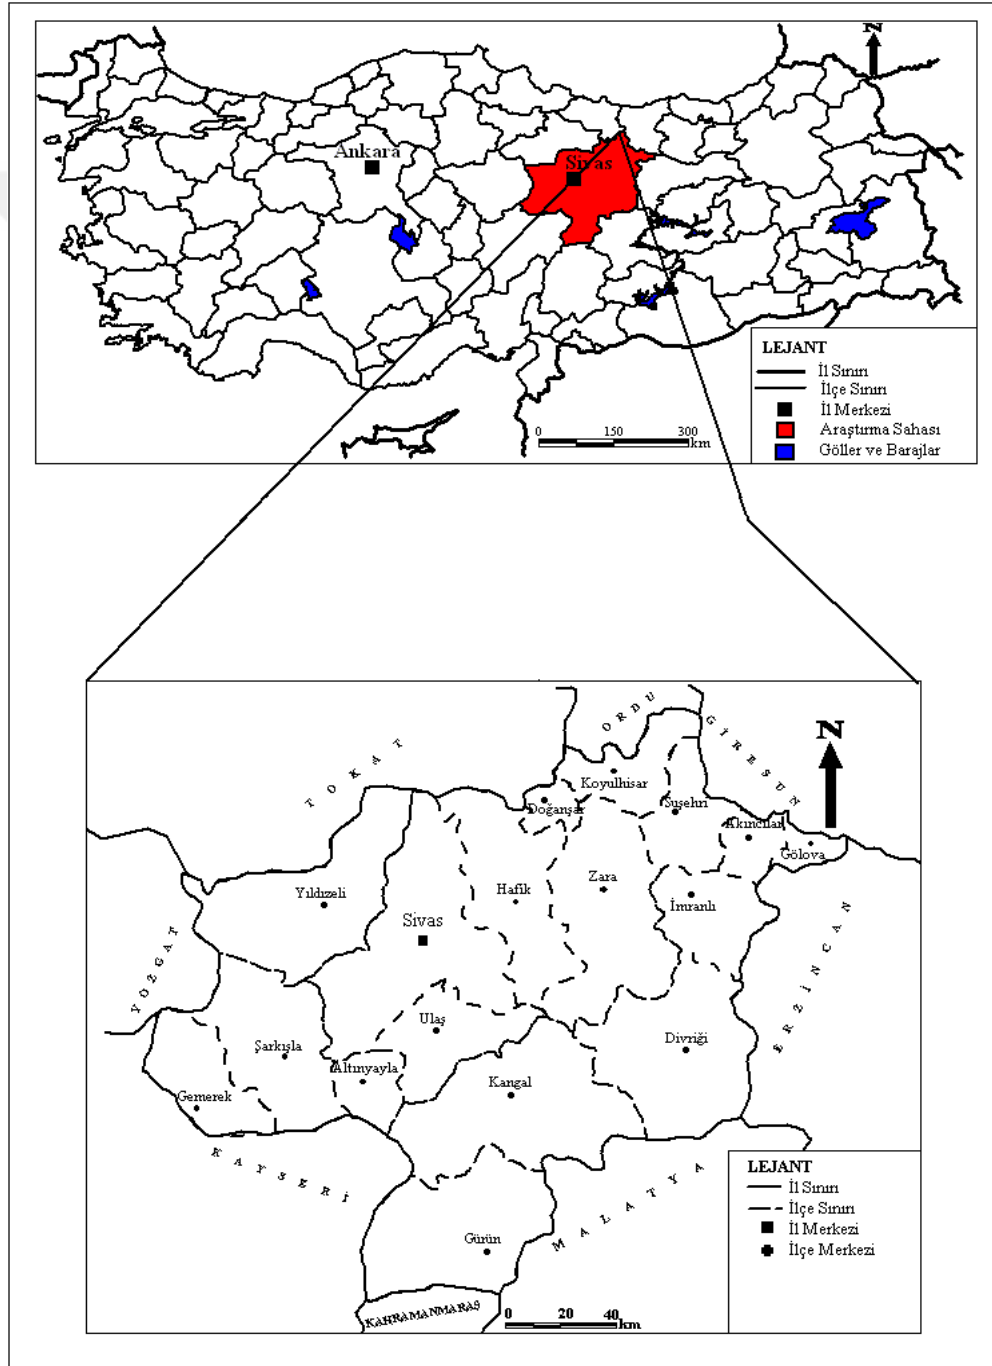 N
Ankara
Sivas
LEJANT
İl Sınırı
İlçe Sınırı
İl Merkezi
Araştırma Sahası
Göller ve Barajlar
0 150 300
km
ORDU
GİRESUN
N
TOKAT
Koyulhisar
Doğanşar
Suşehri
Akıncılar
Gölova
Yıldızeli
Hafik
Zara
İmranlı
Sivas
YOZGAT
ERZİNCAN
Ulaş
Divriği
Şarkışla
Altınyayla
Kangal
Gemerek
KAYSERİ
MALATYA
Gürün
KAHRAMANMARAŞ
LEJANT
İl Sınırı
İlçe Sınırı
İl Merkezi
İlçe Merkezi
0 20 40
km